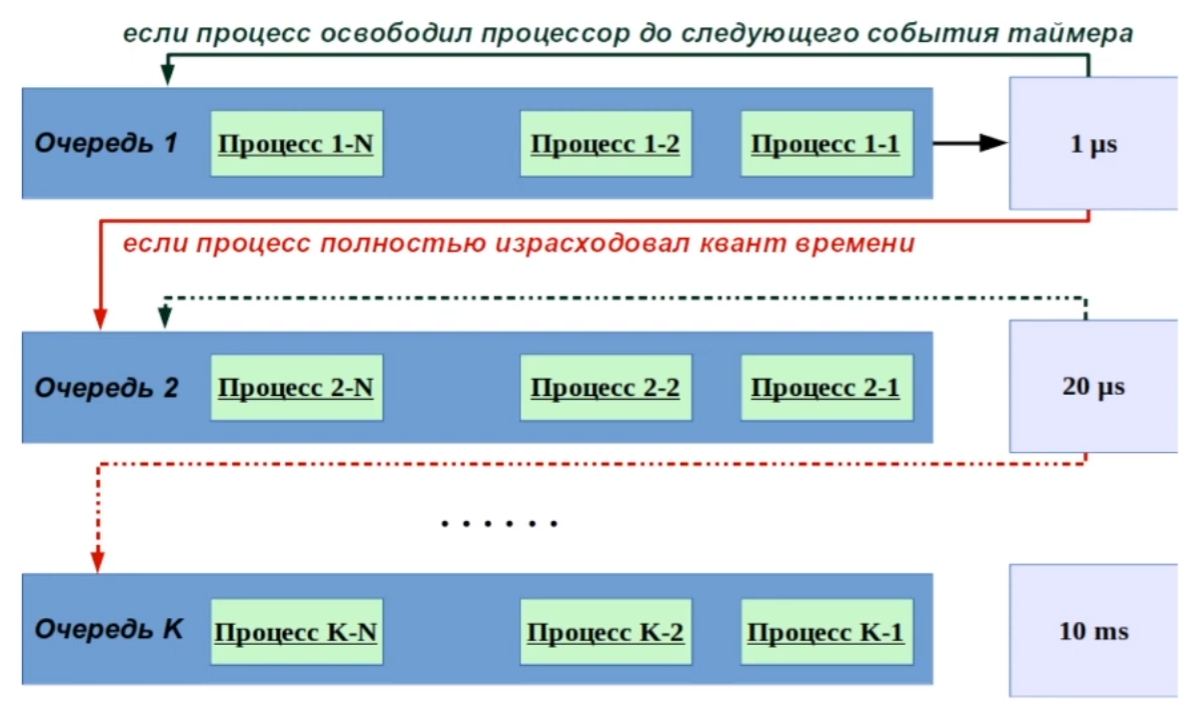 если процесс освободил процессор до следующего события таймера
Очередь 1 Процесс 1-N Процесс 1-2 Процесс 1-1 1 μs
если процесс полностью израсходовал квант времени
Очередь 2 Процесс 2-N Процесс 2-2 Процесс 2-1 20 μs
. . . . . .
Очередь K Процесс K-N Процесс K-2 Процесс K-1 10 ms